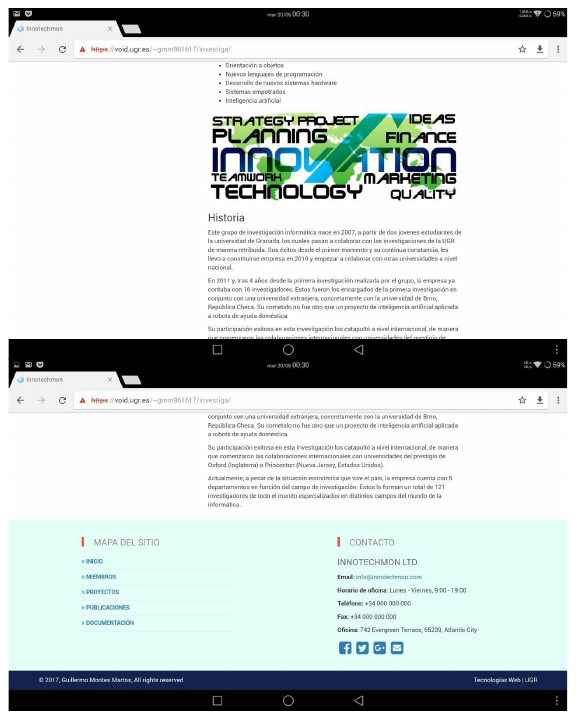 mar 20/06 00:30
69%
Innotechmon
https://void.ugr.es/~gmm961617/investiga/
Orientación a objetos
Nuevos lenguajes de programación
Desarrollo de nuevos sistemas hardware
Sistemas empotrados
Inteligencia artificial
STRATEGY PROJECT IDEAS
PLANNING FINANCE
INNOVATION
TEAMWORK MARKETING
TECHNOLOGY QUALITY
Historia
Este grupo de investigación informática nace en 2007, a partir de dos jovenes estudiantes de
la universidad de Granada, los cuales pasan a colaborar con las investigaciones de la UGR
de manera retribuida. Sus éxitos desde el primer momento y su contínua constancia, les
llevo a constituirse empresa en 2010 y empezar a colaborar con otras universidades a nivel
nacional.
En 2011 y, tras 4 años desde la primera investigación realizada por el grupo, la empresa ya
contaba con 16 investigadores. Estos fueron los encargados de la primera investigación en
conjunto con una universidad extranjera, concretamente con la universidad de Brno,
República Checa. Su cometido no fue otro que un proyecto de inteligencia artificial aplicada
a robots de ayuda doméstica.
Su participación exitosa en esta investigación los catapultó a nivel internacional, de manera
que comenzaron las colaboraciones internacionales con universidades del prestigio de
mar 20/06 00:30
69%
Innotechmon
https://void.ugr.es/~gmm961617/investiga/
conjunto con una universidad extranjera, concretamente con la universidad de Brno,
República Checa. Su cometido no fue otro que un proyecto de inteligencia artificial aplicada
a robots de ayuda doméstica.
Su participación exitosa en esta investigación los catapultó a nivel internacional, de manera
que comenzaron las colaboraciones internacionales con universidades del prestigio de
Oxford (Inglaterra) o Princenton (Nueva Jersey, Estados Unidos).
Actualmente, a pesar de la situación económica que vive el país, la empresa cuenta con 5
departamentos en función del campo de investigación. Estos lo forman un total de 121
investigadores de todo el mundo especializados en distintos campos del mundo de la
informática.
MAPA DEL SITIO
» INICIO
» MIEMBROS
» PROYECTOS
» PUBLICACIONES
» DOCUMENTACIÓN
CONTACTO
INNOTECHMON LTD.
Email: info@innotechmon.com
Horario de oficina: Lunes - Viernes, 9:00 - 19:00
Teléfono: +34 000 000 000
Fax: +34 000 000 000
Oficina: 742 Evergreen Terraos, 65239, Atlantis City
© 2017, Guillermo Montes Martos, All rights reserved
Tecnologías Web | UGR